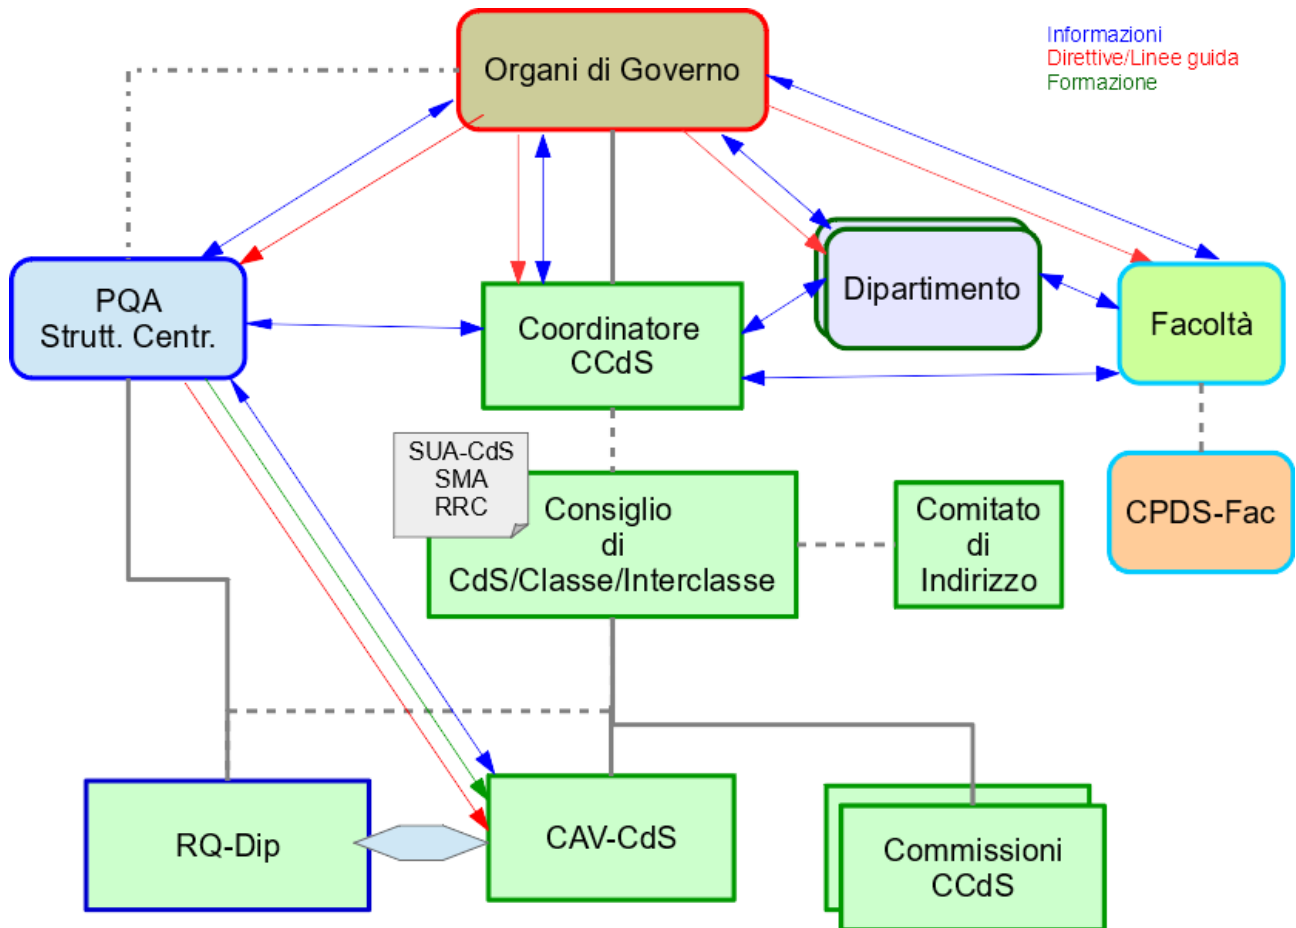 Organi di Governo
Informazioni
Direttive/Linee guida
Formazione
PQA
Strutt. Centr.
Coordinatore
CCdS
Dipartimento
Facoltà
SUA-CdS
SMA
RRC
Consiglio
di
CdS/Classe/Interclasse
Comitato
di
Indirizzo
CPDS-Fac
RQ-Dip
CAV-CdS
Commissioni
CCdS